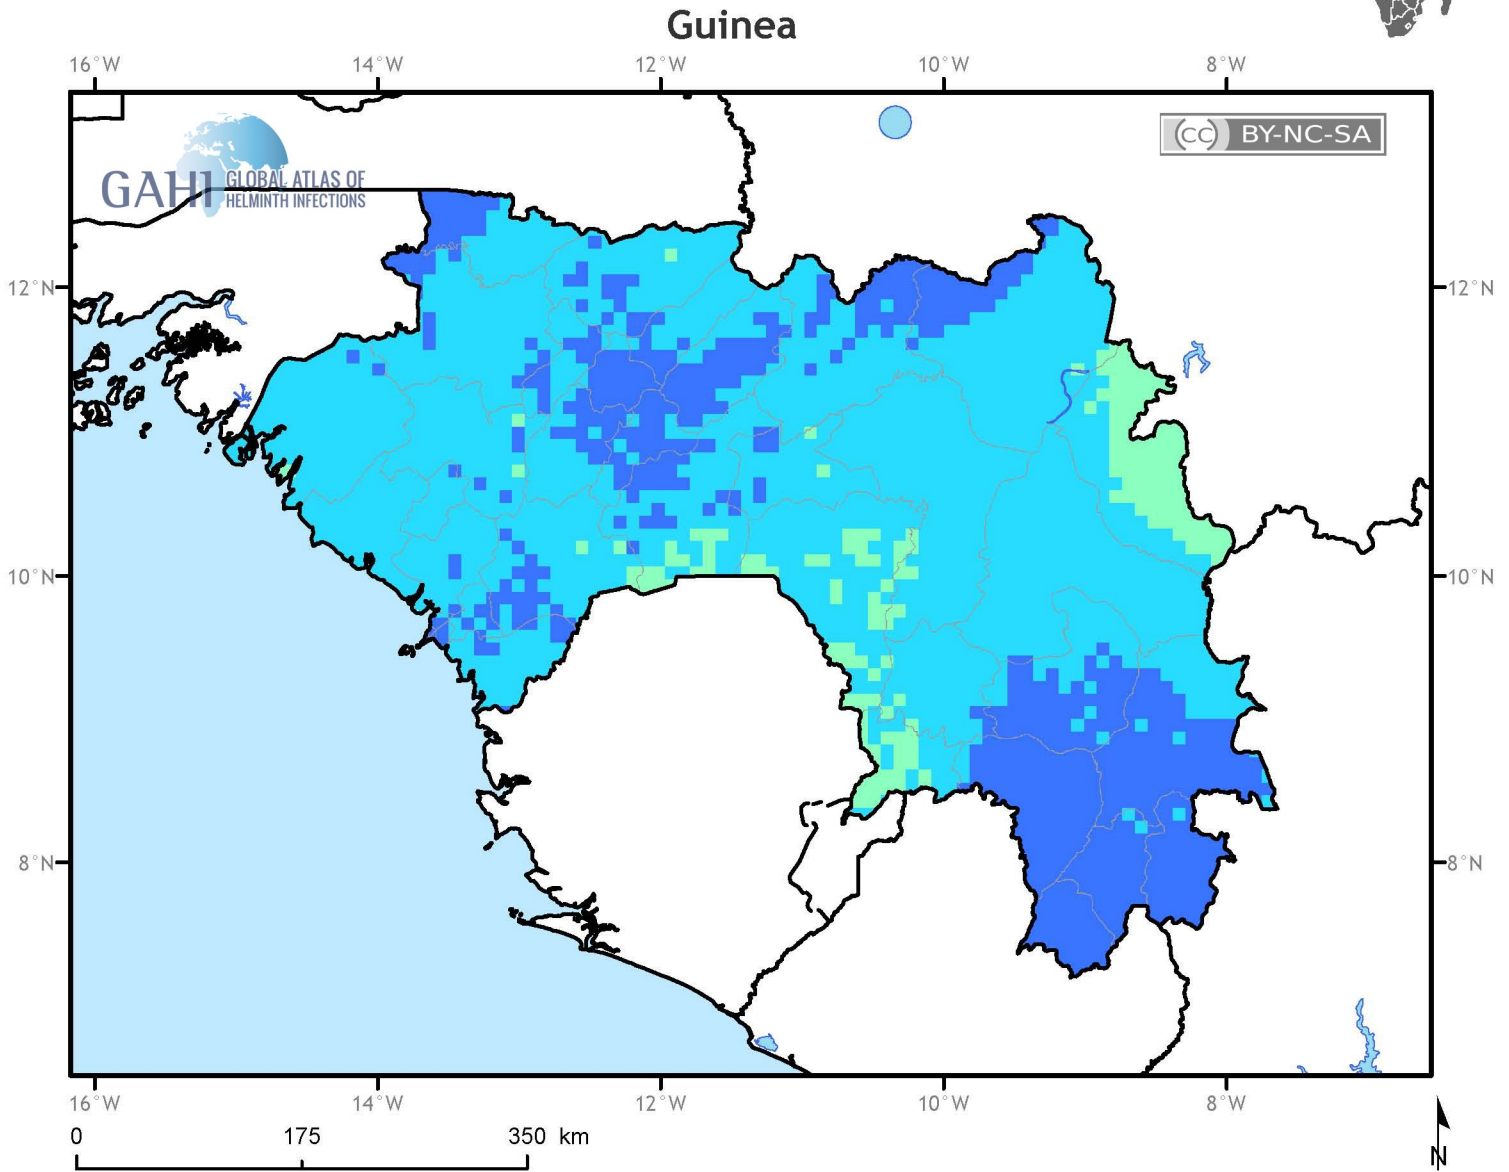 Guinea
16°W 14°W 12°W 10°W 8°W
GAHI GLOBAL ATLAS OF
HELMINTH INFECTIONS
cc BY-NC-SA
12°N 12°N
10°N 10°N
8°N 8°N
16°W 14°W 12°W 10°W 8°W
0 175 350 km
N